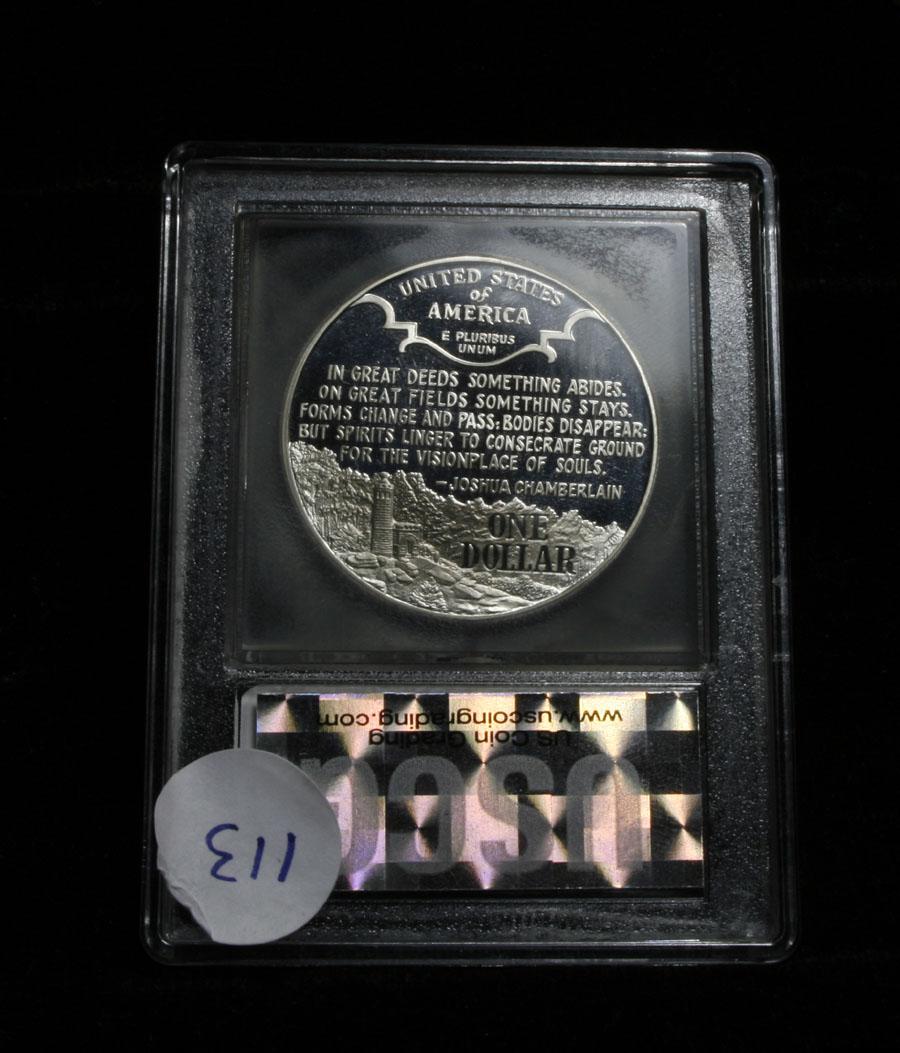 UNITED STATES
of
AMERICA
E PLURIBUS
UNUM
IN GREAT DEEDS SOMETHING ABIDES.
ON GREAT FIELDS SOMETHING STAYS.
FORMS CHANGE AND PASS; BODIES DISAPPEAR;
BUT SPIRITS LINGER TO CONSECRATE GROUND
FOR THE VISIONPLACE OF SOULS.
—JOSHUA CHAMBERLAIN
ONE
DOLLAR
www.uscoingrading.com
US Coin Grading
USCG
113